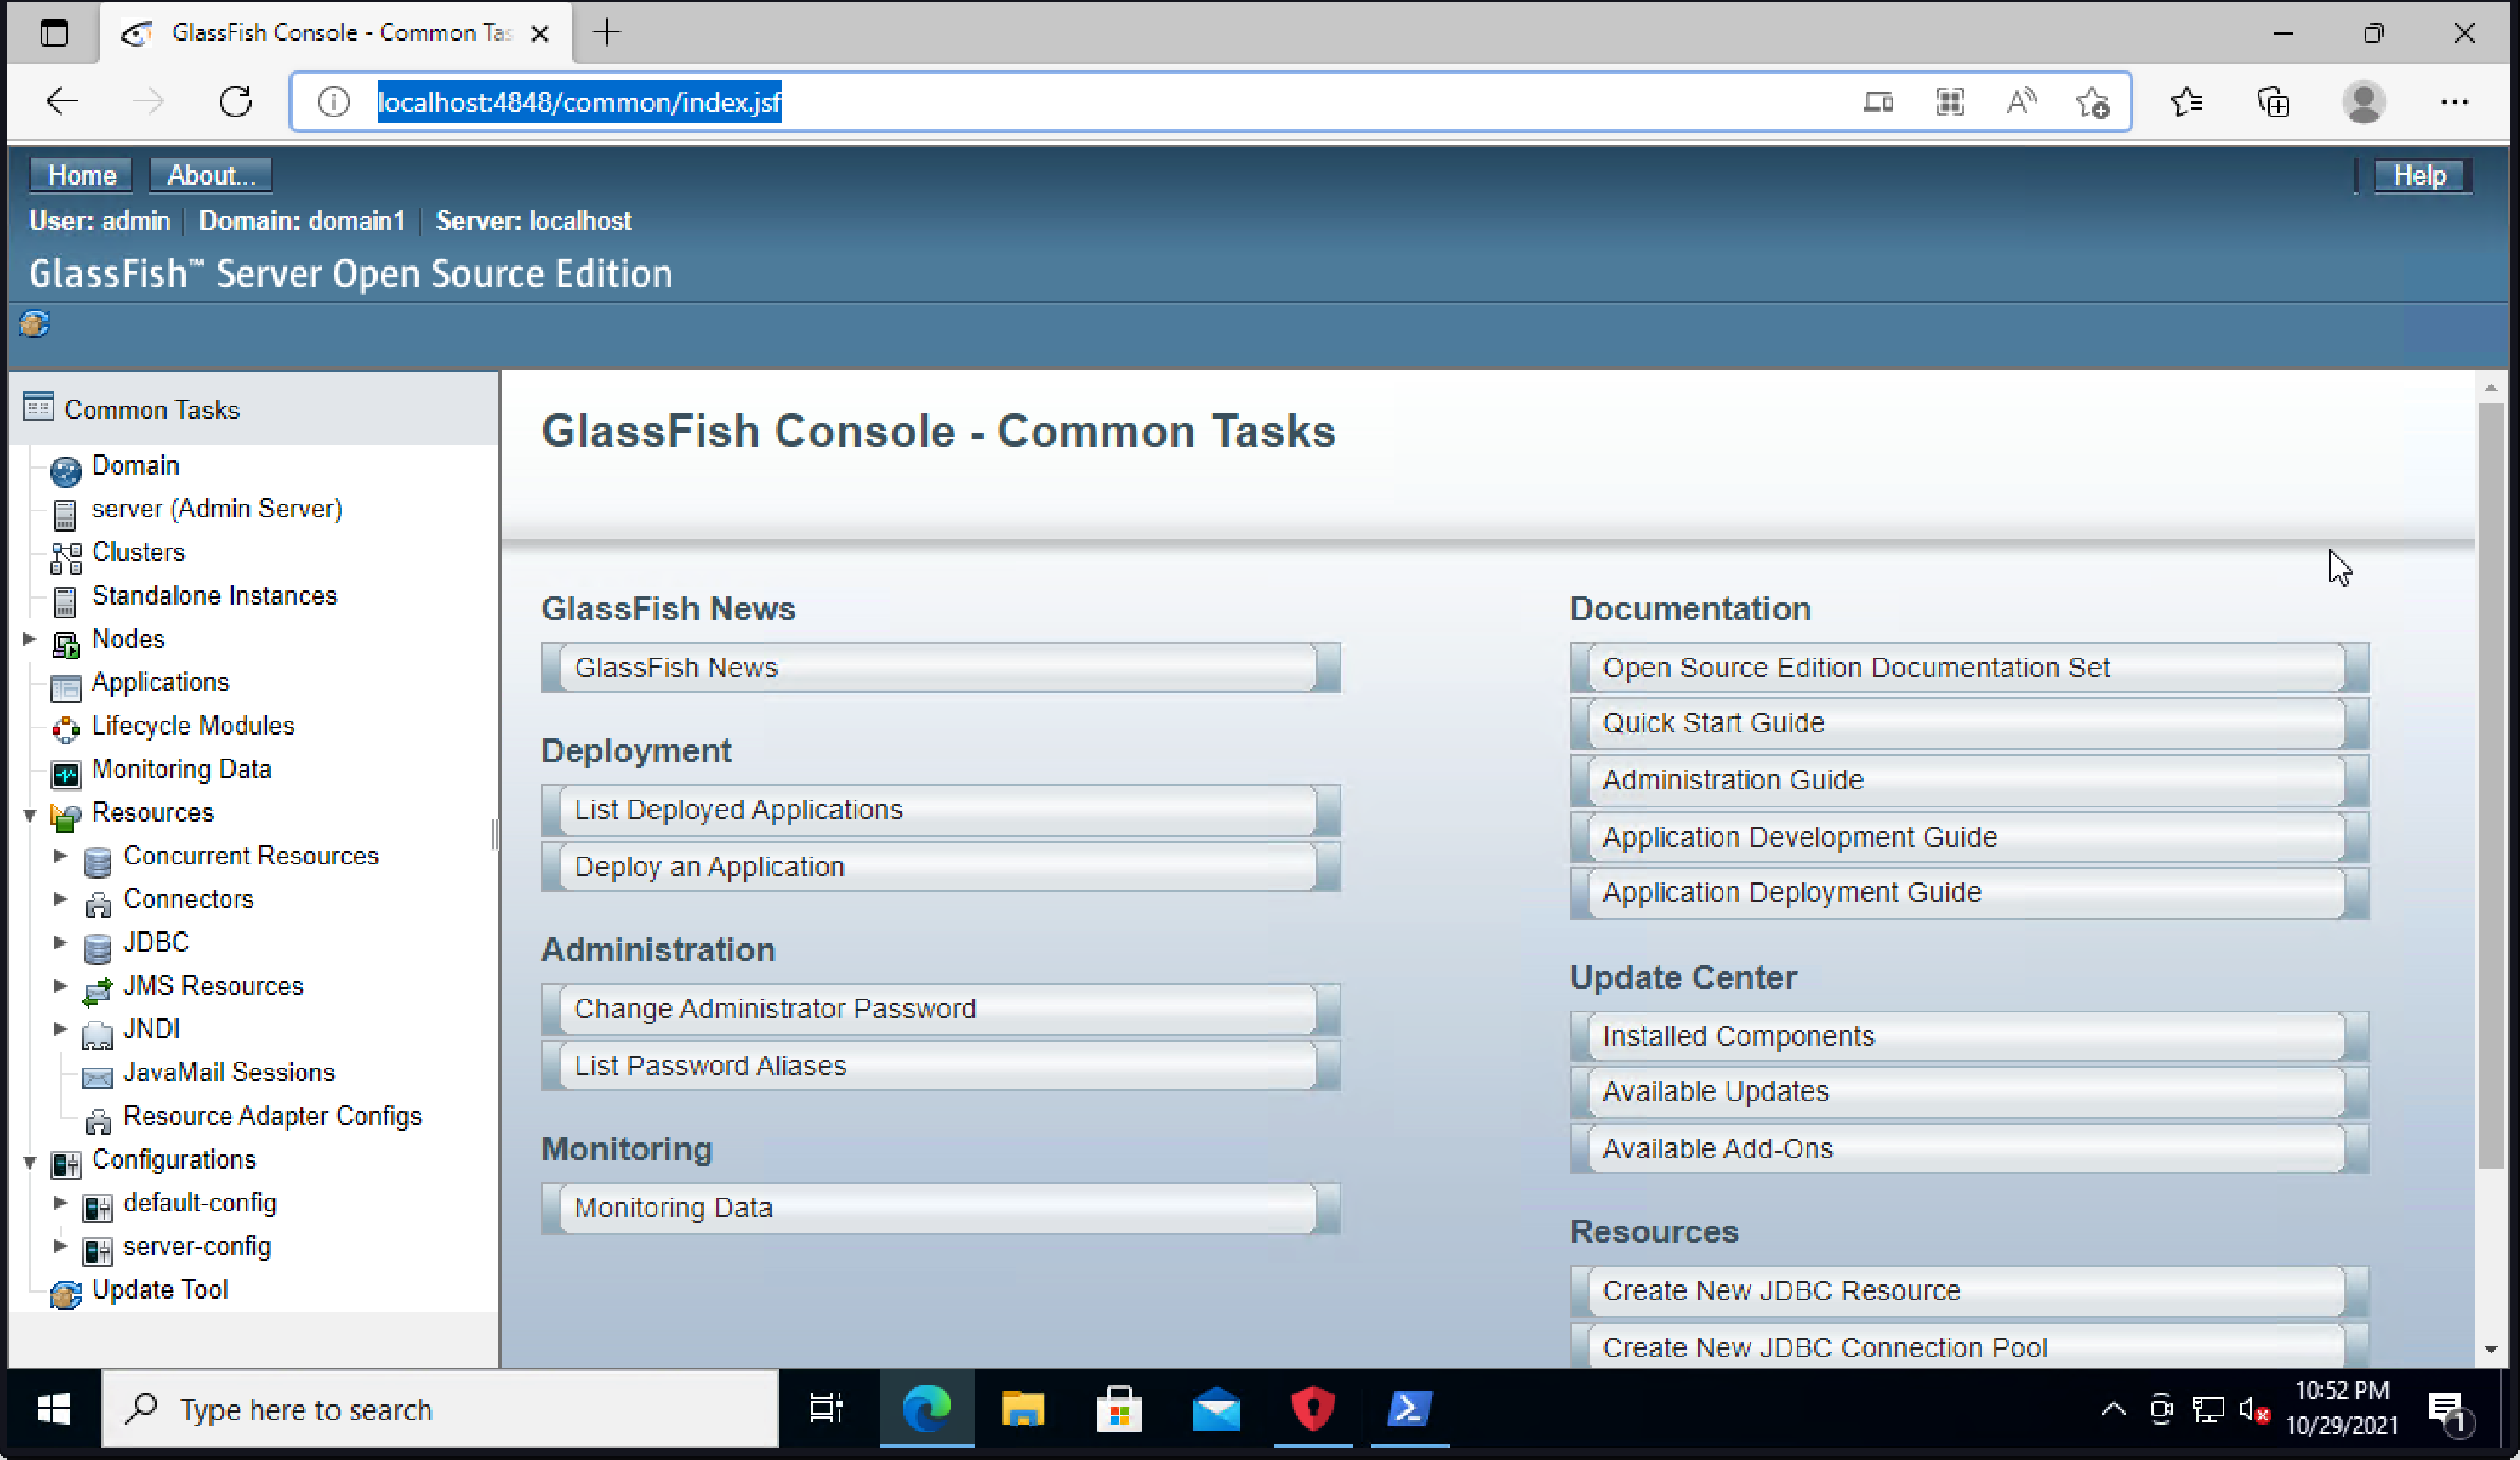 GlassFish Console - Common Tas
localhost:4848/common/index.jsf
Home About... Help
User: admin Domain: domain1 Server: localhost
GlassFish™ Server Open Source Edition
Common Tasks
Domain
server (Admin Server)
Clusters
Standalone Instances
Nodes
Applications
Lifecycle Modules
Monitoring Data
Resources
Concurrent Resources
Connectors
JDBC
JMS Resources
JNDI
JavaMail Sessions
Resource Adapter Configs
Configurations
default-config
server-config
Update Tool
GlassFish Console - Common Tasks
GlassFish News
GlassFish News
Deployment
List Deployed Applications
Deploy an Application
Administration
Change Administrator Password
List Password Aliases
Monitoring
Monitoring Data
Documentation
Open Source Edition Documentation Set
Quick Start Guide
Administration Guide
Application Development Guide
Application Deployment Guide
Update Center
Installed Components
Available Updates
Available Add-Ons
Resources
Create New JDBC Resource
Create New JDBC Connection Pool
Type here to search
10:52 PM
10/29/2021
1